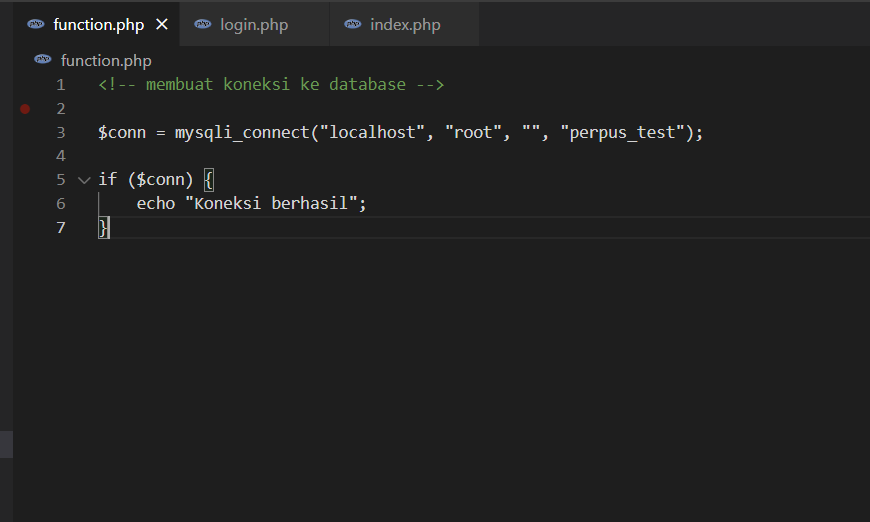 function.php login.php index.php
function.php
1 <!-- membuat koneksi ke database -->
2
3 $conn = mysqli_connect("localhost", "root", "", "perpus_test");
4
5 if ($conn) {
6 echo "Koneksi berhasil";
7 }